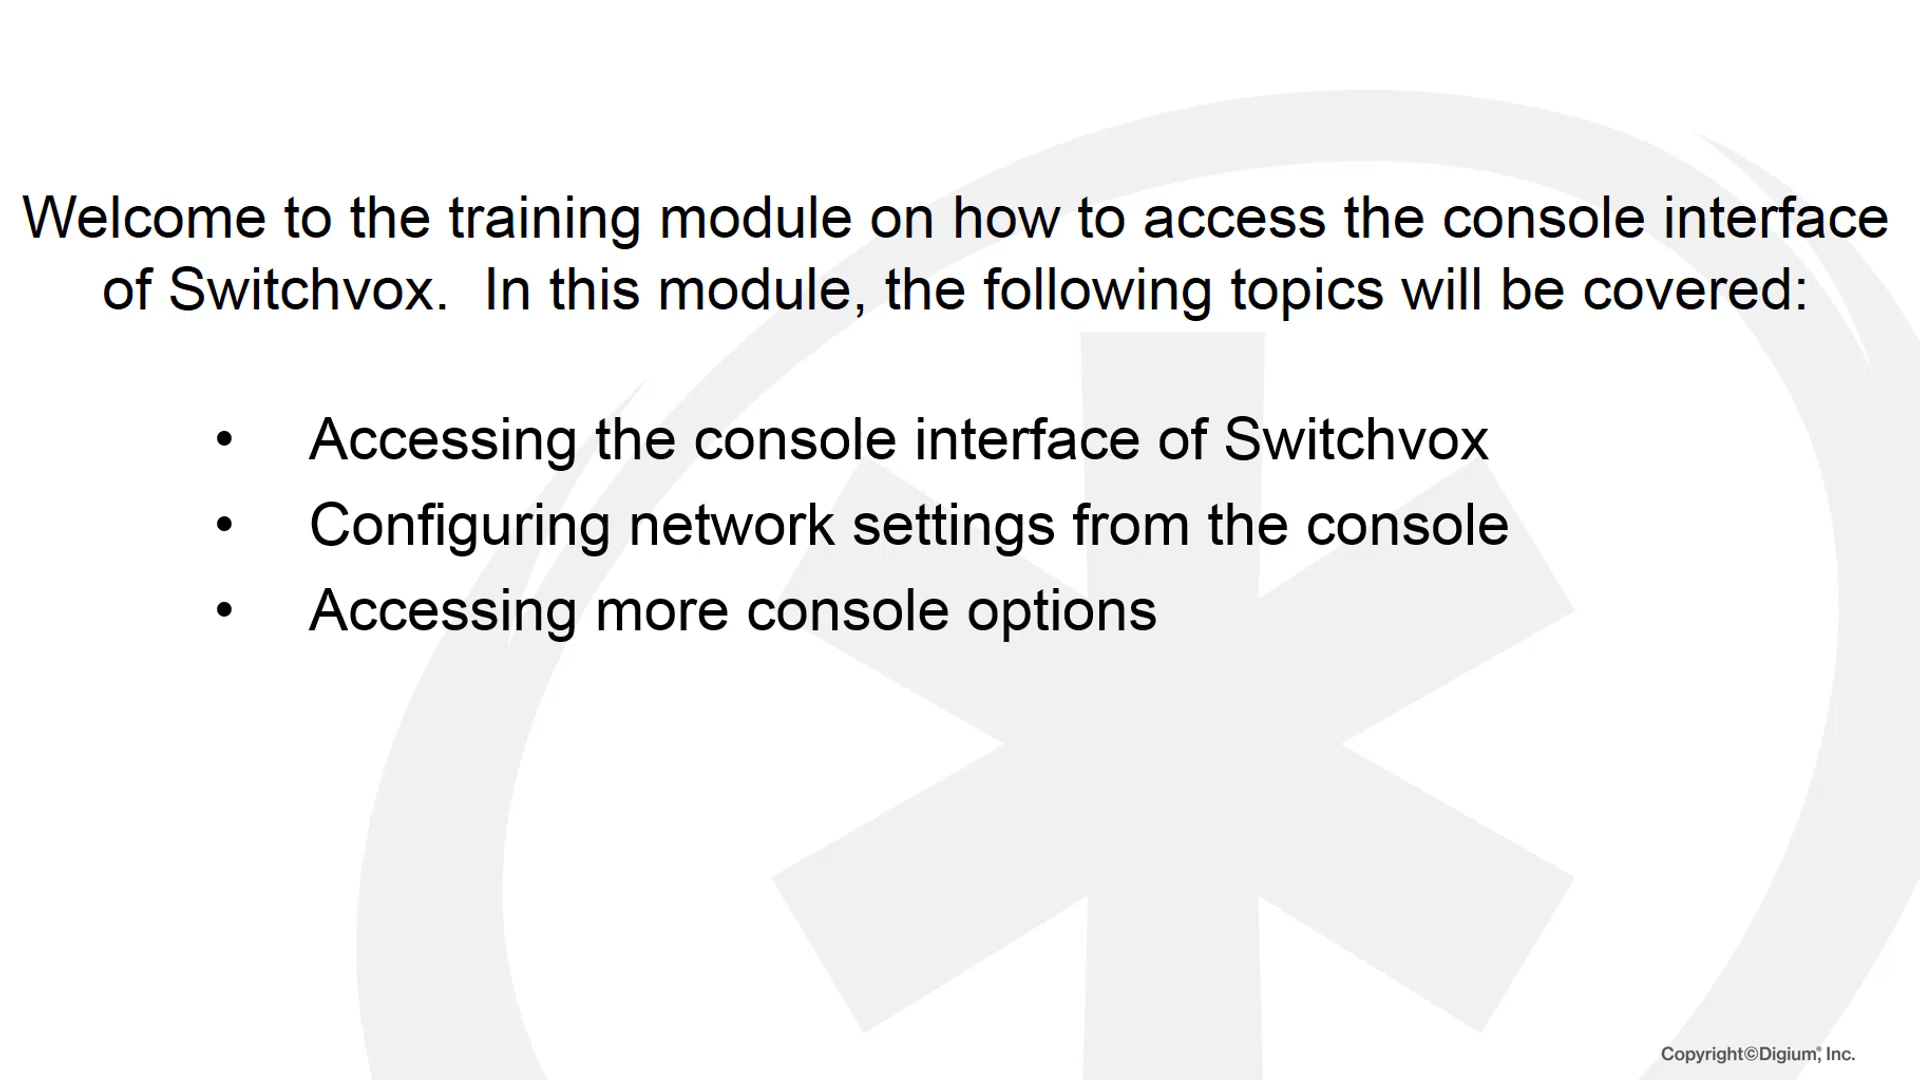 Welcome to the training module on how to access the console interface
of Switchvox.  In this module, the following topics will be covered:
• Accessing the console interface of Switchvox
• Configuring network settings from the console
• Accessing more console options
Copyright©Digium®, Inc.